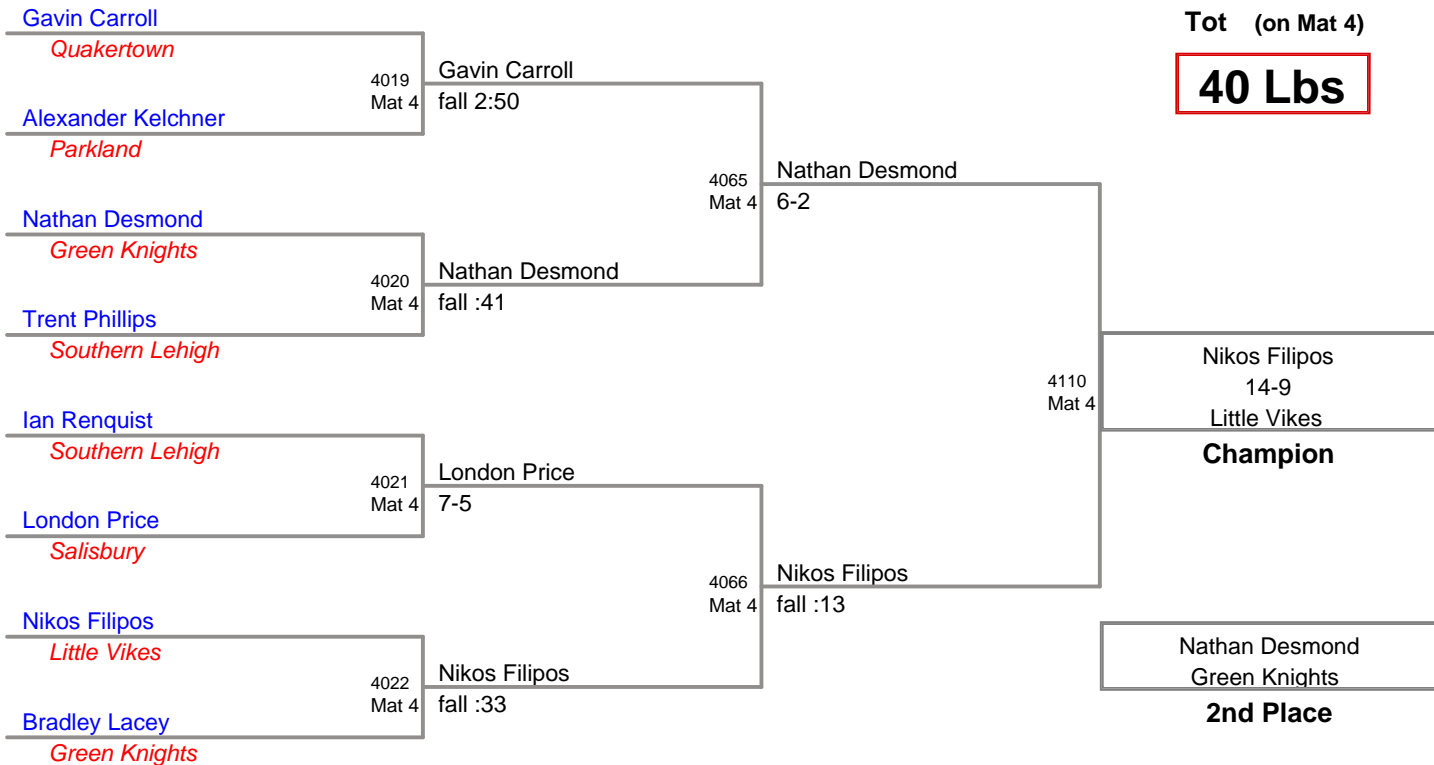 Gavin Carroll
Quakertown
4019
Mat 4
Gavin Carroll
fall 2:50
Alexander Kelchner
Parkland
Nathan Desmond
Green Knights
4020
Mat 4
Nathan Desmond
fall :41
Trent Phillips
Southern Lehigh
4065
Mat 4
Nathan Desmond
6-2
Ian Renquist
Southern Lehigh
4021
Mat 4
London Price
7-5
London Price
Salisbury
Nikos Filipos
Little Vikes
4022
Mat 4
Nikos Filipos
fall :33
Bradley Lacey
Green Knights
4066
Mat 4
Nikos Filipos
fall :13
4110
Mat 4
Tot (on Mat 4)
40 Lbs
Nikos Filipos
14-9
Little Vikes
Champion
Nathan Desmond
Green Knights
2nd Place